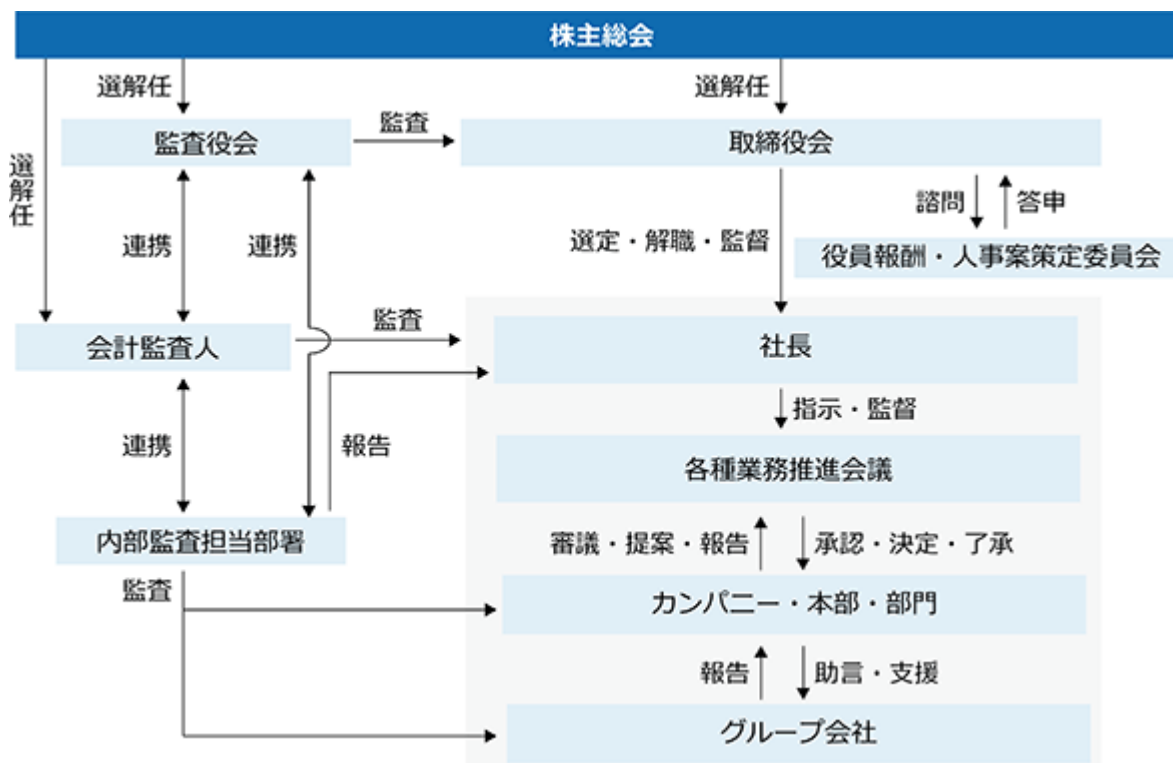 株主総会
選解任
選解任
選解任
監査役会
監査
取締役会
連携
連携
選定・解職・監督
諮問
答申
役員報酬・人事案策定委員会
会計監査人
監査
社長
指示・監督
連携
報告
各種業務推進会議
内部監査担当部署
審議・提案・報告
承認・決定・了承
監査
カンパニー・本部・部門
報告
助言・支援
グループ会社